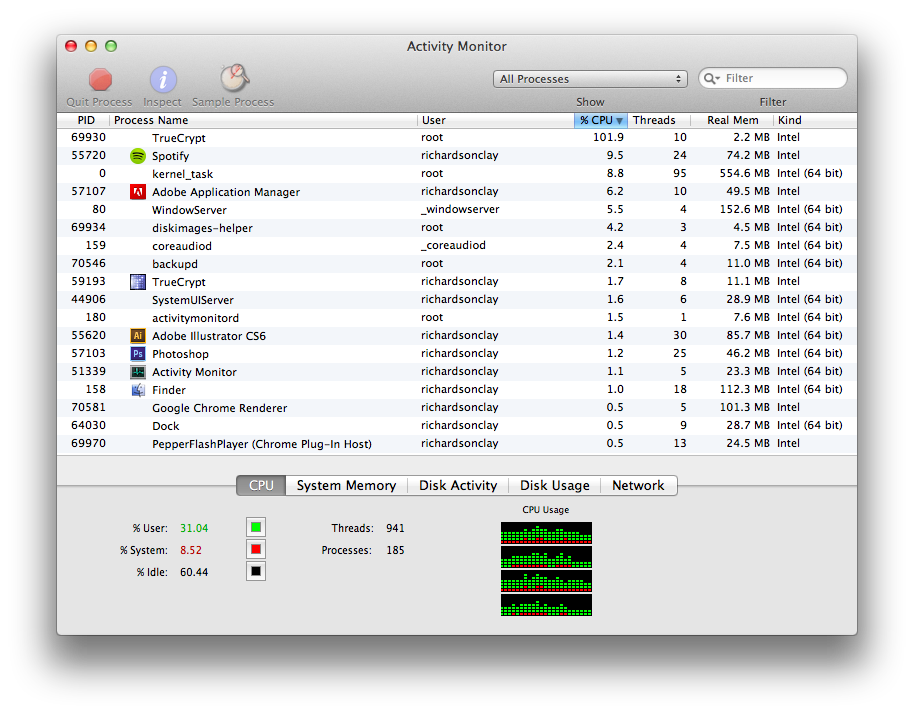 Activity Monitor
Quit Process Inspect Sample Process All Processes Filter
Show Filter
PID Process Name User % CPU Threads Real Mem Kind
69930 TrueCrypt root 101.9 10 2.2 MB Intel
55720 Spotify richardsonclay 9.5 24 74.2 MB Intel
0 kernel_task root 8.8 95 554.6 MB Intel (64 bit)
57107 Adobe Application Manager richardsonclay 6.2 10 49.5 MB Intel
80 WindowServer _windowserver 5.5 4 152.6 MB Intel (64 bit)
69934 diskimages-helper root 4.2 3 4.5 MB Intel (64 bit)
159 coreaudiod _coreaudiod 2.4 4 7.5 MB Intel (64 bit)
70546 backupd root 2.1 4 11.0 MB Intel (64 bit)
59193 TrueCrypt richardsonclay 1.7 8 11.1 MB Intel
44906 SystemUIServer richardsonclay 1.6 6 28.9 MB Intel (64 bit)
180 activitymonitord root 1.5 1 7.6 MB Intel (64 bit)
55620 Ai Adobe Illustrator CS6 richardsonclay 1.4 30 85.7 MB Intel (64 bit)
57103 Ps Photoshop richardsonclay 1.2 25 46.2 MB Intel (64 bit)
51339 Activity Monitor richardsonclay 1.1 5 23.3 MB Intel (64 bit)
158 Finder richardsonclay 1.0 18 112.3 MB Intel (64 bit)
70581 Google Chrome Renderer richardsonclay 0.5 5 101.3 MB Intel
64030 Dock richardsonclay 0.5 9 28.7 MB Intel (64 bit)
69970 PepperFlashPlayer (Chrome Plug-In Host) richardsonclay 0.5 13 24.5 MB Intel
CPU System Memory Disk Activity Disk Usage Network
CPU Usage
% User: 31.04 Threads: 941
% System: 8.52 Processes: 185
% Idle: 60.44